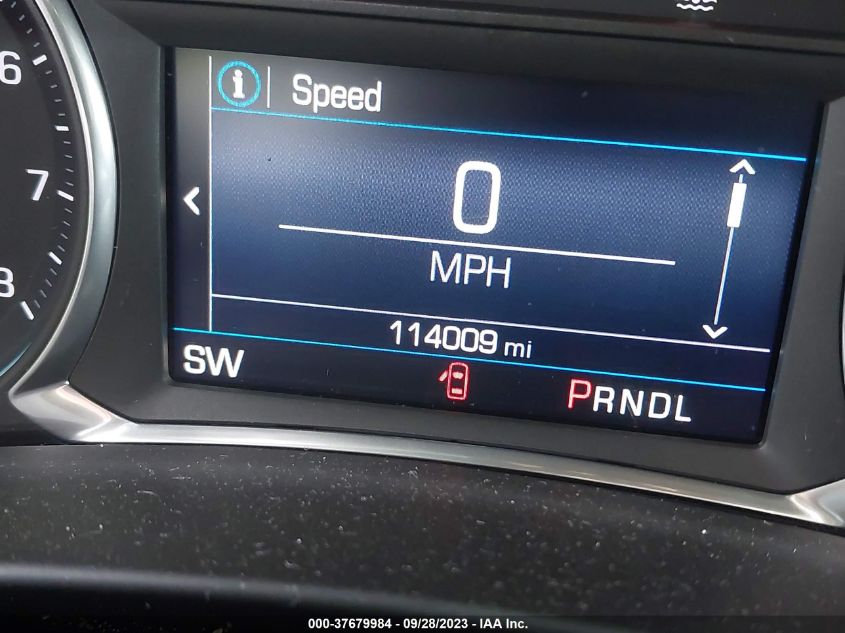 6
7
8
i Speed
0
MPH
114009 mi
SW
PRNDL
000-37679984 - 09/28/2023 - IAA Inc.